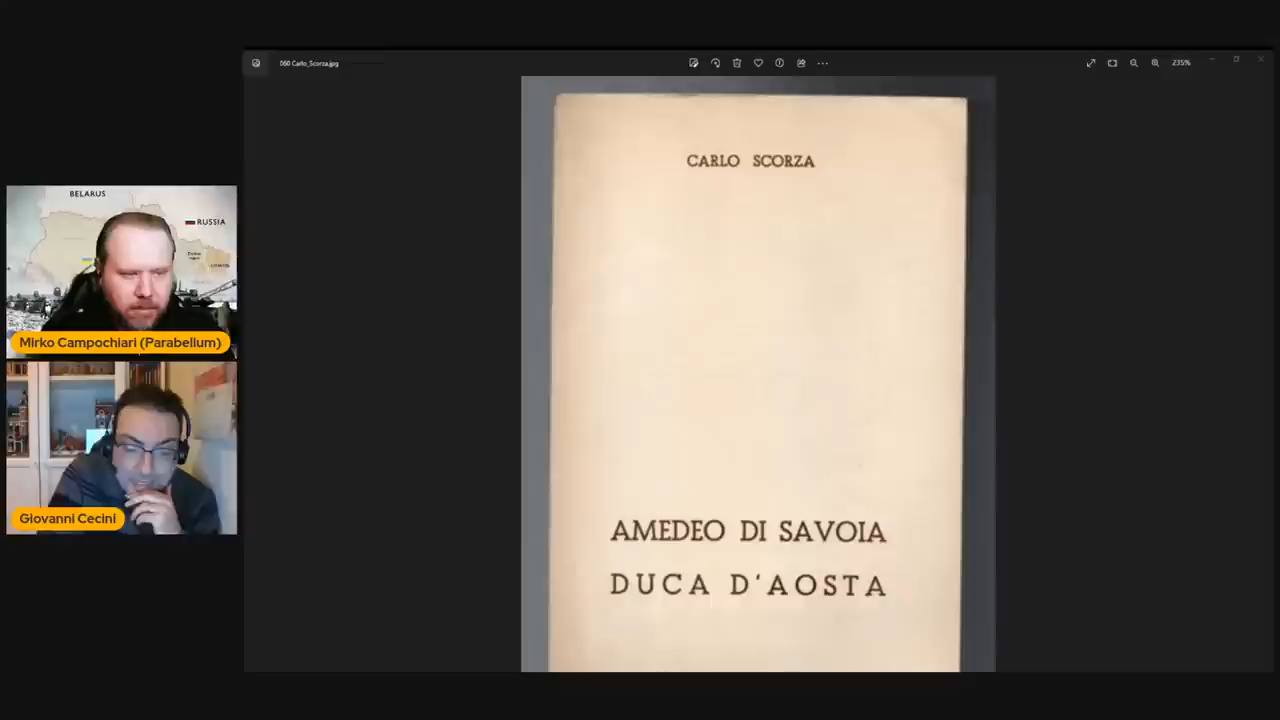 060 Carlo_Scorza.jpg
235%
CARLO SCORZA
AMEDEO DI SAVOIA
DUCA D'AOSTA
BELARUS
RUSSIA
Mirko Campochiari (Parabellum)
Giovanni Cecini